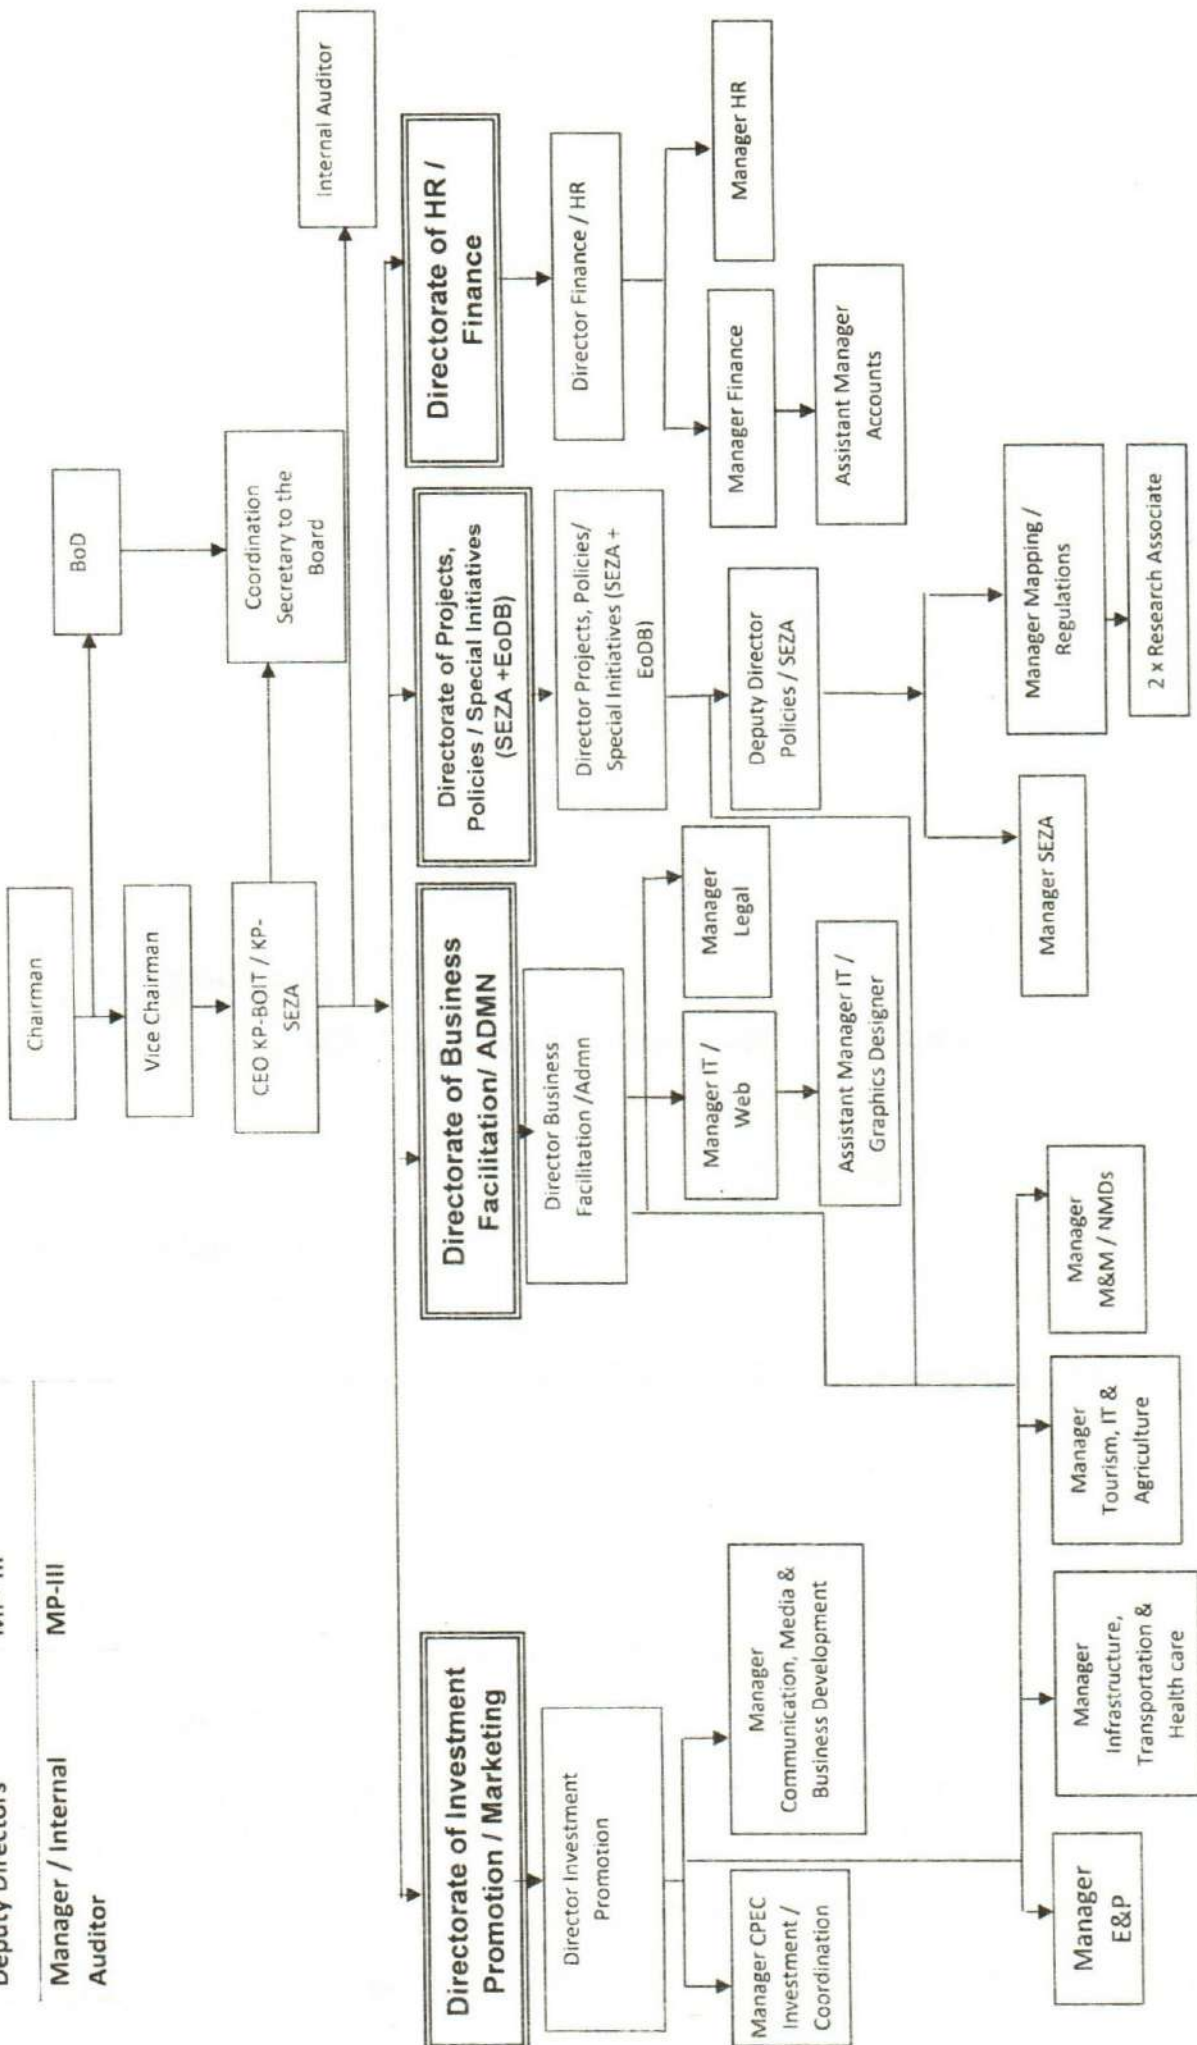 Deputy Directors
Manager / Internal
Auditor
MP-III
Chairman
BoD
Vice Chairman
CEO KP-BOIT / KP-
SEZA
Coordination
Secretary to the
Board
Internal Auditor
Directorate of Investment
Promotion / Marketing
Directorate of Business
Facilitation/ ADMN
Directorate of Projects,
Policies / Special Initiatives
(SEZA +EoDB)
Directorate of HR /
Finance
Director Investment
Promotion
Director Business
Facilitation /Admn
Director Projects, Policies/
Special Initiatives (SEZA +
EoDB)
Director Finance / HR
Manager CPEC
Investment /
Coordination
Manager
Communication, Media &
Business Development
Manager IT /
Web
Manager
Legal
Assistant Manager IT /
Graphics Designer
Deputy Director
Policies / SEZA
Manager Finance
Manager HR
Assistant Manager
Accounts
Manager SEZA
Manager Mapping /
Regulations
2 x Research Associate
Manager
E&P
Manager
Infrastructure,
Transportation &
Health care
Manager
Tourism, IT &
Agriculture
Manager
M&M / NMDs